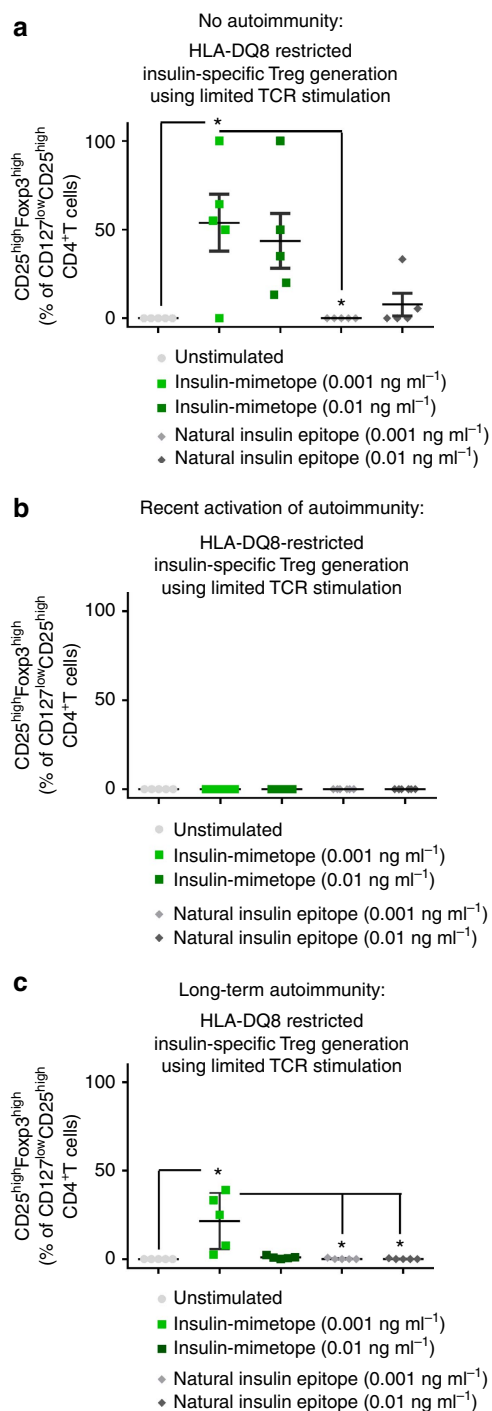 a
No autoimmunity:
HLA-DQ8 restricted
insulin-specific Treg generation
using limited TCR stimulation
CD25highFoxp3high
(% of CD127lowCD25high
CD4+T cells)
100
50
0
*
*
Unstimulated
Insulin-mimetope (0.001 ng ml−1)
Insulin-mimetope (0.01 ng ml−1)
Natural insulin epitope (0.001 ng ml−1)
Natural insulin epitope (0.01 ng ml−1)
b
Recent activation of autoimmunity:
HLA-DQ8-restricted
insulin-specific Treg generation
using limited TCR stimulation
CD25highFoxp3high
(% of CD127lowCD25high
CD4+T cells)
100
50
0
Unstimulated
Insulin-mimetope (0.001 ng ml−1)
Insulin-mimetope (0.01 ng ml−1)
Natural insulin epitope (0.001 ng ml−1)
Natural insulin epitope (0.01 ng ml−1)
c
Long-term autoimmunity:
HLA-DQ8 restricted
insulin-specific Treg generation
using limited TCR stimulation
CD25highFoxp3high
(% of CD127lowCD25high
CD4+T cells)
100
50
0
*
* *
Unstimulated
Insulin-mimetope (0.001 ng ml−1)
Insulin-mimetope (0.01 ng ml−1)
Natural insulin epitope (0.001 ng ml−1)
Natural insulin epitope (0.01 ng ml−1)